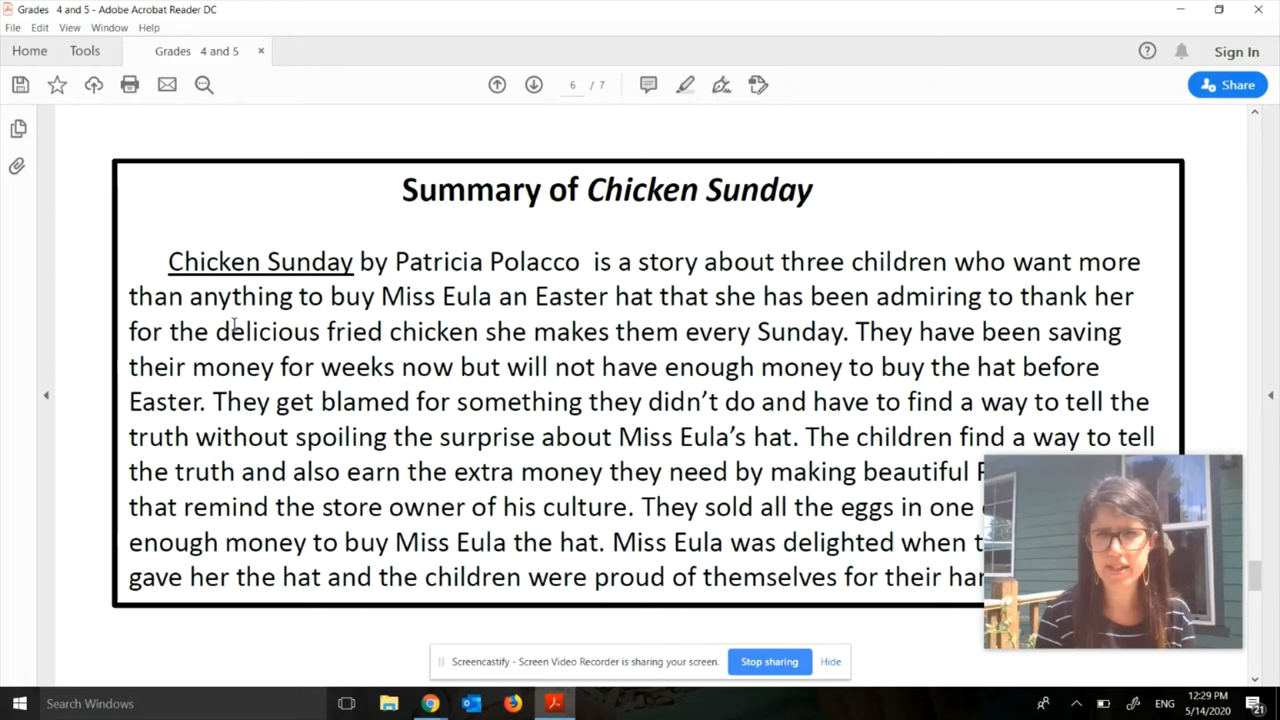 Grades 4 and 5 - Adobe Acrobat Reader DC
File Edit View Window Help
Home Tools Grades 4 and 5 × Sign In
6 / 7 Share
Summary of Chicken Sunday
Chicken Sunday by Patricia Polacco is a story about three children who want more
than anything to buy Miss Eula an Easter hat that she has been admiring to thank her
for the delicious fried chicken she makes them every Sunday. They have been saving
their money for weeks now but will not have enough money to buy the hat before
Easter. They get blamed for something they didn't do and have to find a way to tell the
truth without spoiling the surprise about Miss Eula's hat. The children find a way to tell
the truth and also earn the extra money they need by making beautiful
that remind the store owner of his culture. They sold all the eggs in one
enough money to buy Miss Eula the hat. Miss Eula was delighted when
gave her the hat and the children were proud of themselves for their
Screencastify - Screen Video Recorder is sharing your screen. Stop sharing Hide
Search Windows
ENG
12:29 PM
5/14/2020
21